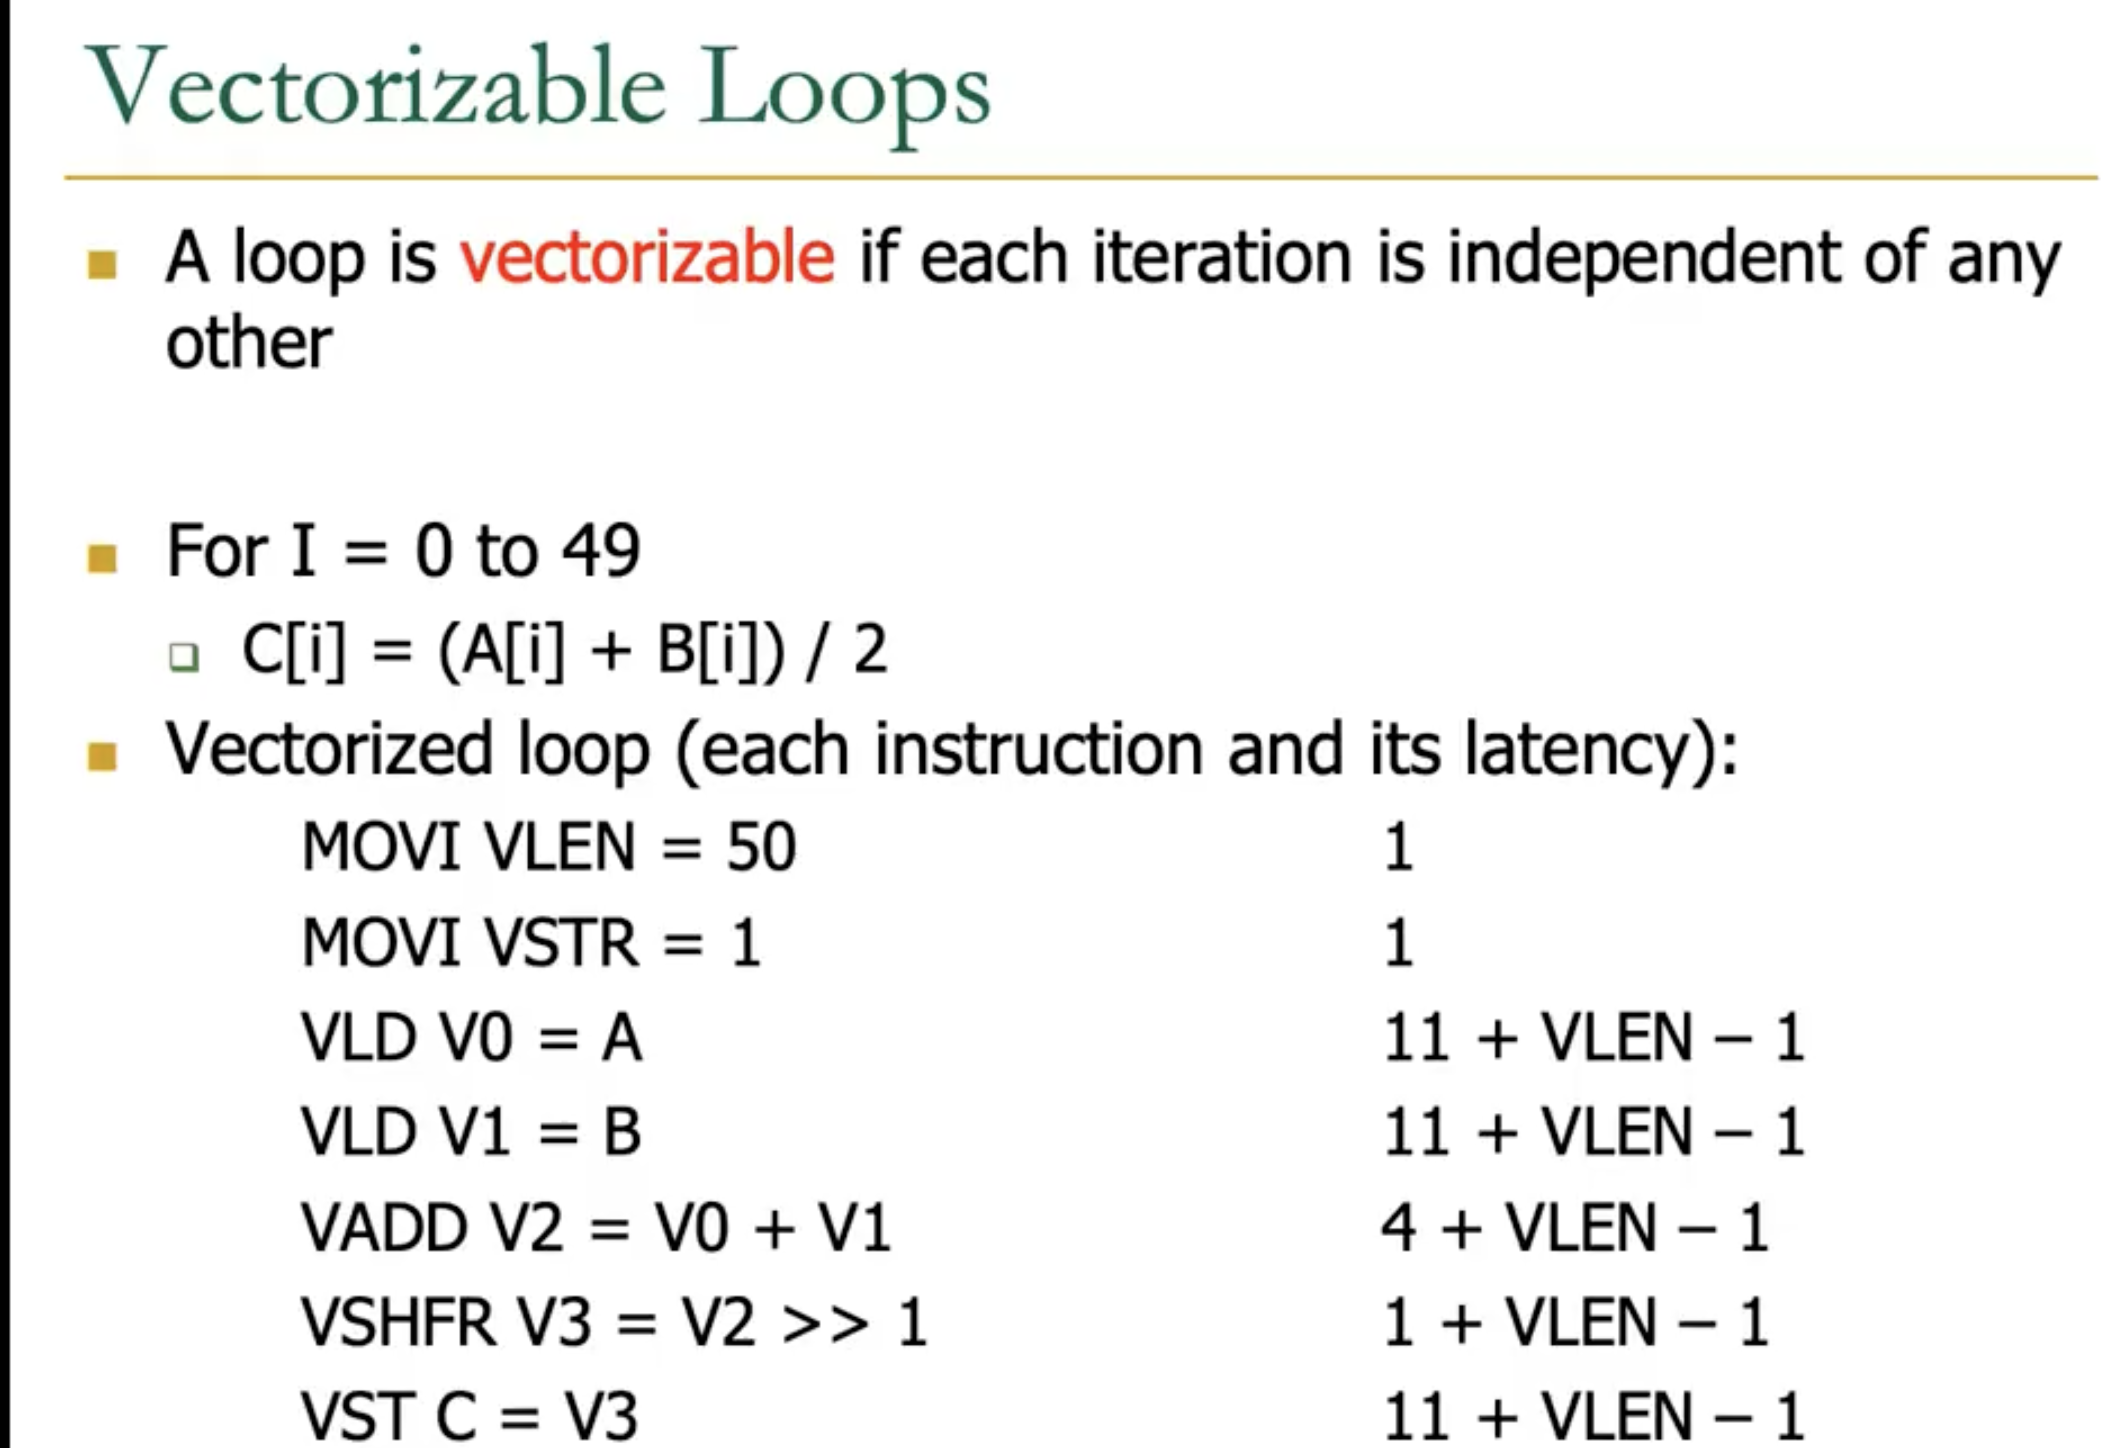 Vectorizable Loops
A loop is vectorizable if each iteration is independent of any
other
For I = 0 to 49
C[i] = (A[i] + B[i]) / 2
Vectorized loop (each instruction and its latency):
MOVI VLEN = 50 1
MOVI VSTR = 1 1
VLD V0 = A 11 + VLEN – 1
VLD V1 = B 11 + VLEN – 1
VADD V2 = V0 + V1 4 + VLEN – 1
VSHFR V3 = V2 >> 1 1 + VLEN – 1
VST C = V3 11 + VLEN – 1